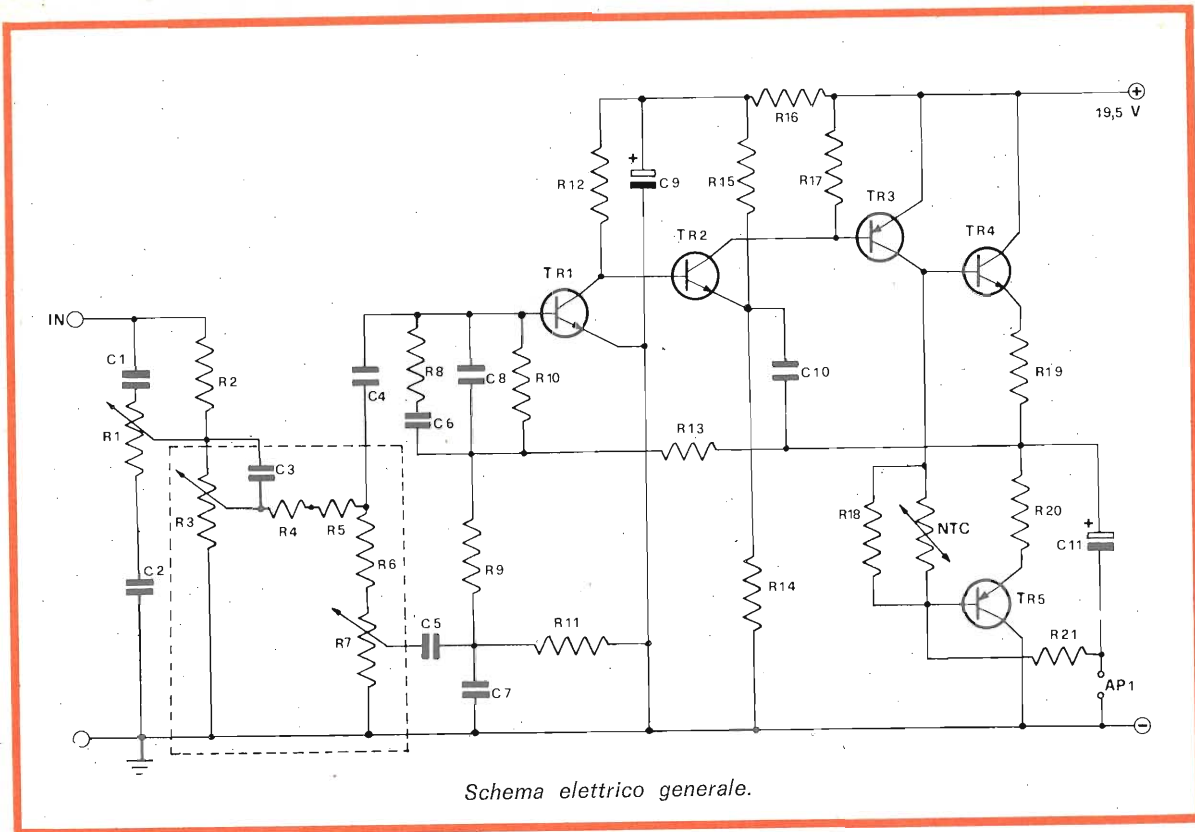 +
19,5 V
R16
R12
+
C9
R15
R17
TR3
TR2
TR4
TR1
IN
C1
R2
C4
R8
C8
R10
C10
R19
C6
R1
R13
C3
R3
R4
R5
R18
NTC
R20
+
C11
C2
R6
R9
R14
TR5
R7
C5
R11
R21
C7
AP1
−
Schema elettrico generale.